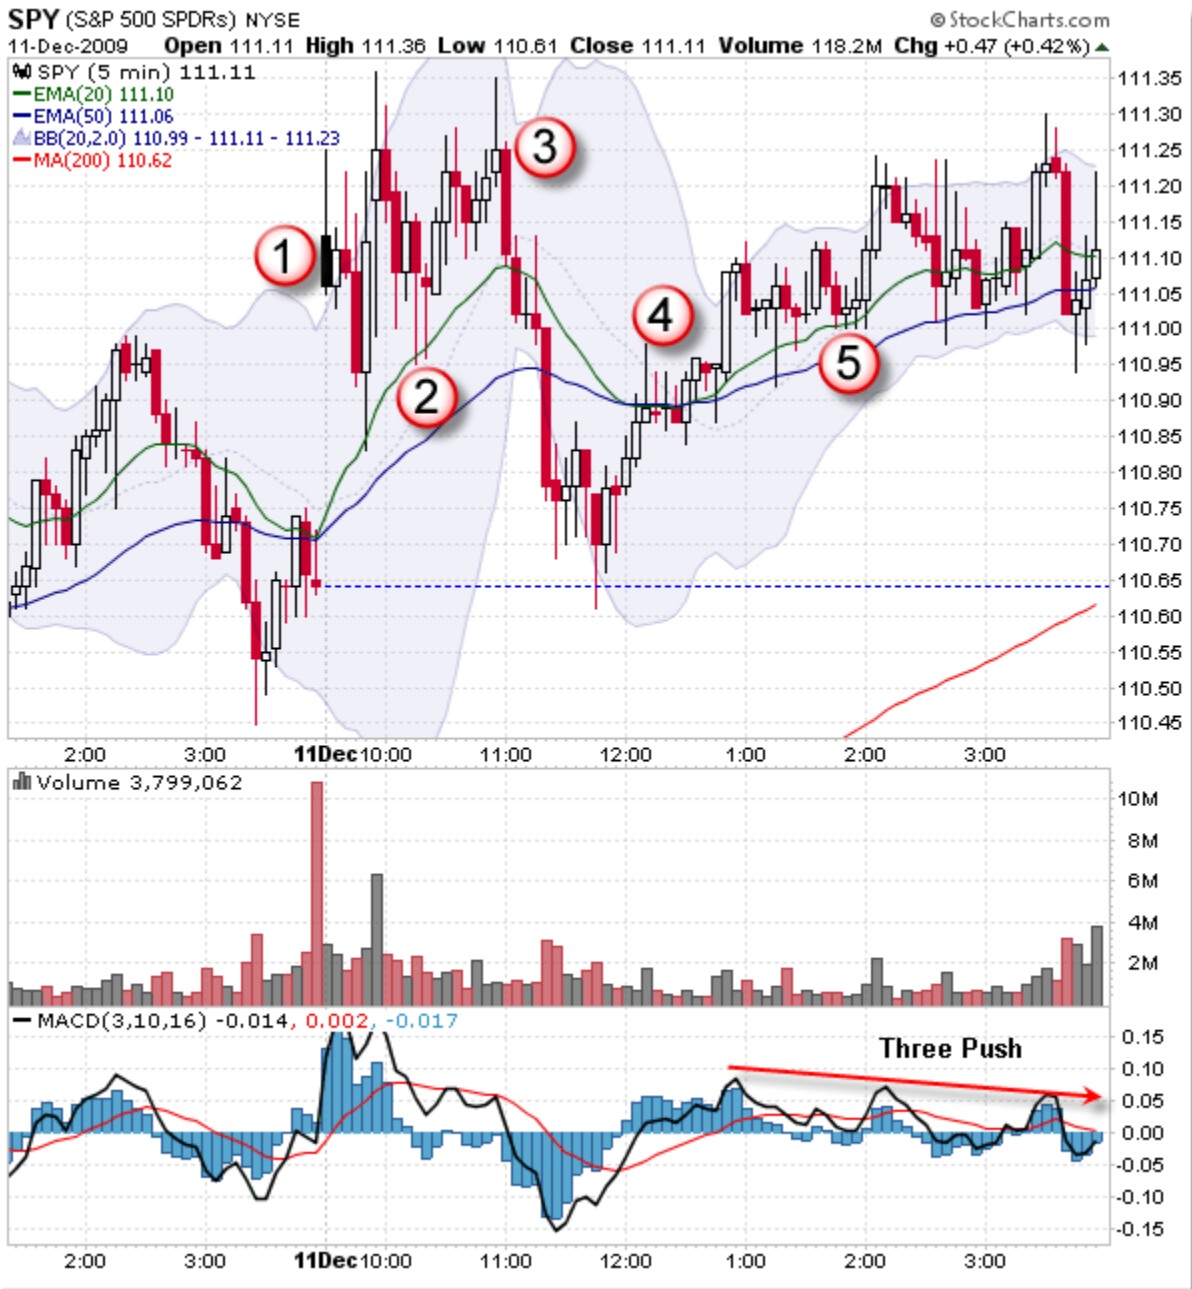 SPY (S&P 500 SPDRs) NYSE
© StockCharts.com
11-Dec-2009 Open 111.11 High 111.36 Low 110.61 Close 111.11 Volume 118.2M Chg +0.47 (+0.42%)
SPY (5 min) 111.11
EMA(20) 111.10
EMA(50) 111.06
BB(20,2.0) 110.99 - 111.11 - 111.23
MA(200) 110.62
111.35
111.30
111.25
111.20
111.15
111.10
111.05
111.00
110.95
110.90
110.85
110.80
110.75
110.70
110.65
110.60
110.55
110.50
110.45
1
2
3
4
5
2:00 3:00 11Dec 10:00 11:00 12:00 1:00 2:00 3:00
Volume 3,799,062
10M
8M
6M
4M
2M
MACD(3,10,16) -0.014, 0.002, -0.017
Three Push
0.15
0.10
0.05
0.00
-0.05
-0.10
-0.15
2:00 3:00 11Dec 10:00 11:00 12:00 1:00 2:00 3:00